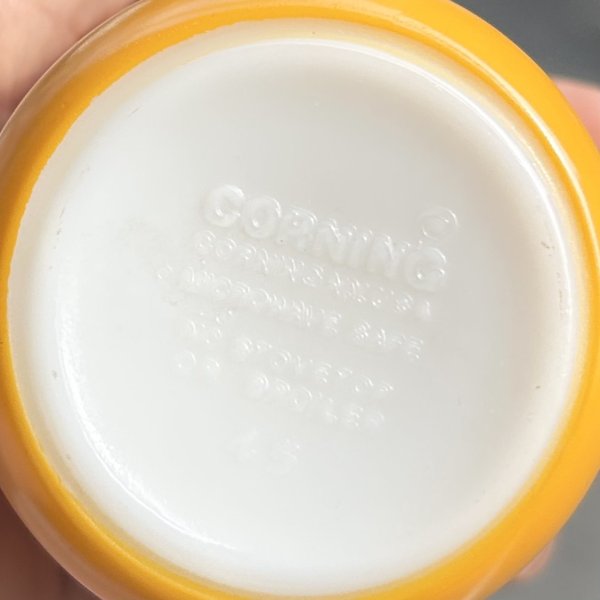 CORNING®
CORNING, N.Y. U.S.A.
MICROWAVE SAFE
NO STOVETOP
OR BROILER